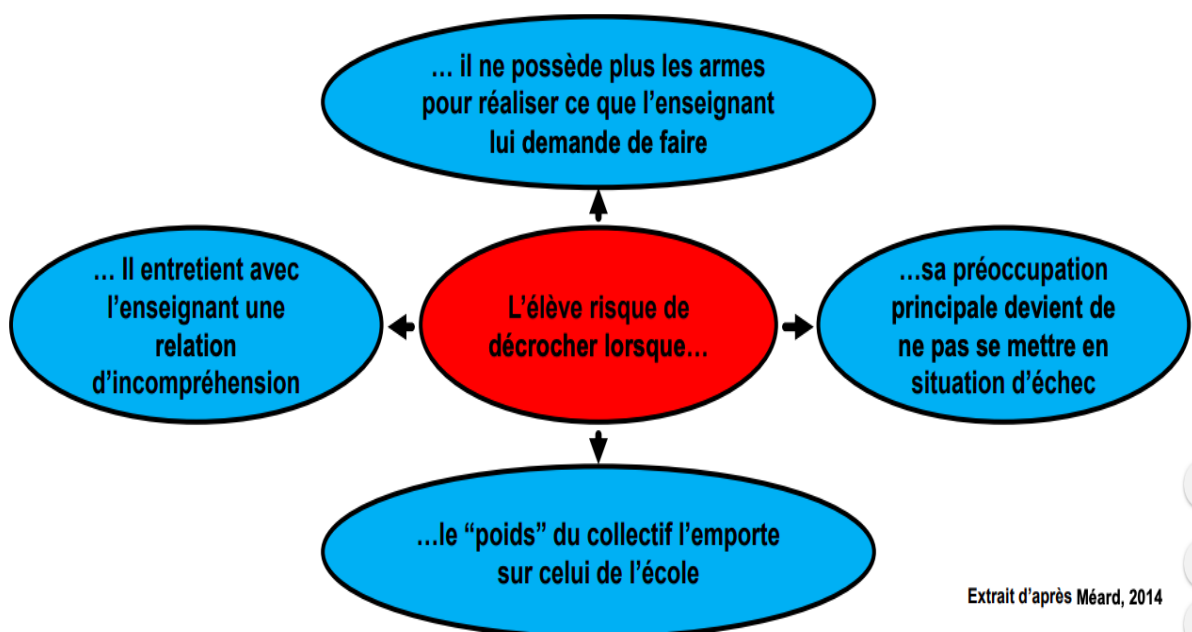 ... il ne possède plus les armes
pour réaliser ce que l'enseignant
lui demande de faire
... Il entretient avec
l'enseignant une
relation
d'incompréhension
L'élève risque de
décrocher lorsque...
...sa préoccupation
principale devient de
ne pas se mettre en
situation d'échec
...le “poids” du collectif l'emporte
sur celui de l'école
Extrait d'après Méard, 2014